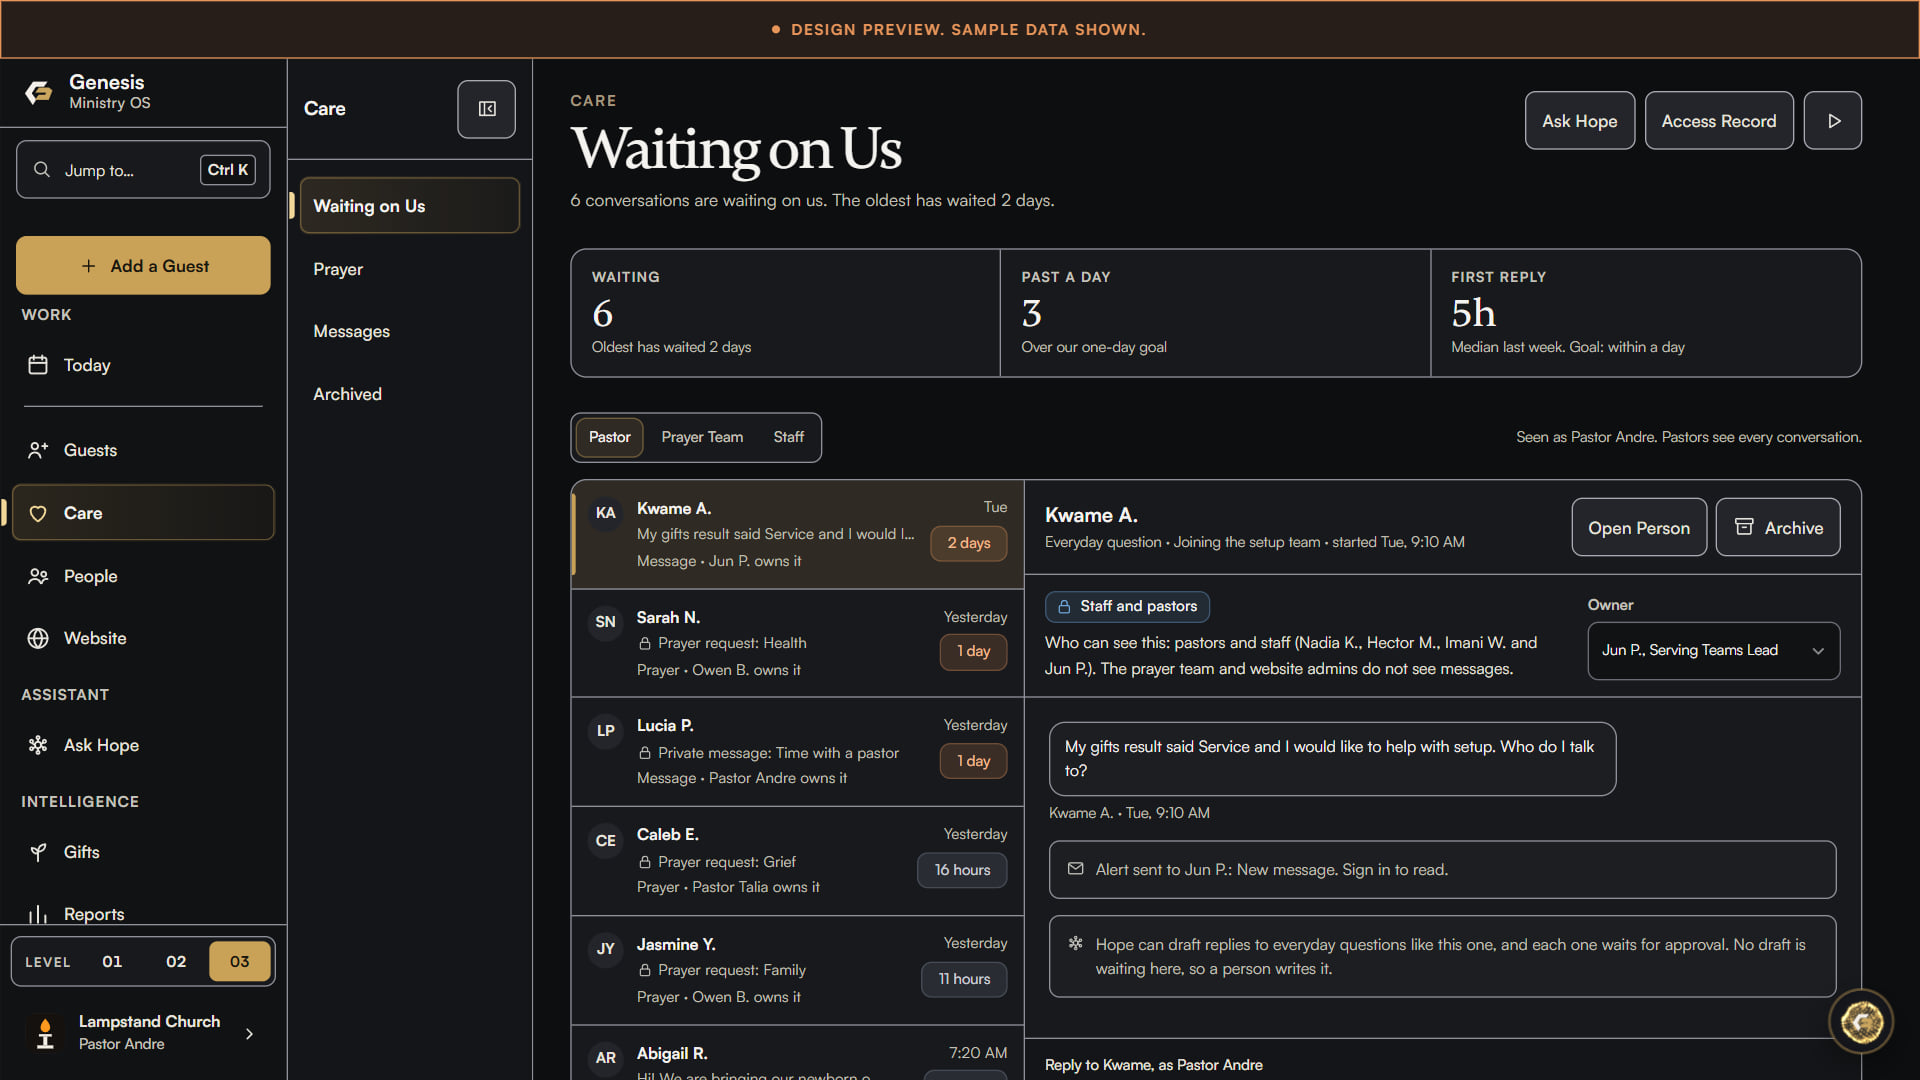 DESIGN PREVIEW. SAMPLE DATA SHOWN.
Genesis
Ministry OS
Jump to...
Ctrl K
Add a Guest
WORK
Today
Guests
Care
People
Website
ASSISTANT
Ask Hope
INTELLIGENCE
Gifts
Reports
LEVEL 01 02 03
Lampstand Church
Pastor Andre
Care
Waiting on Us
Prayer
Messages
Archived
CARE
Waiting on Us
6 conversations are waiting on us. The oldest has waited 2 days.
Ask Hope
Access Record
WAITING
6
Oldest has waited 2 days
PAST A DAY
3
Over our one-day goal
FIRST REPLY
5h
Median last week. Goal: within a day
Pastor
Prayer Team
Staff
Seen as Pastor Andre. Pastors see every conversation.
KA
Kwame A.
Tue
My gifts result said Service and I would l...
2 days
Message · Jun P. owns it
SN
Sarah N.
Yesterday
Prayer request: Health
1 day
Prayer · Owen B. owns it
LP
Lucia P.
Yesterday
Private message: Time with a pastor
1 day
Message · Pastor Andre owns it
CE
Caleb E.
Yesterday
Prayer request: Grief
16 hours
Prayer · Pastor Talia owns it
JY
Jasmine Y.
Yesterday
Prayer request: Family
11 hours
Prayer · Owen B. owns it
AR
Abigail R.
7:20 AM
Hi! We are bringing our newborn
Kwame A.
Everyday question · Joining the setup team · started Tue, 9:10 AM
Open Person
Archive
Staff and pastors
Who can see this: pastors and staff (Nadia K., Hector M., Imani W. and
Jun P.). The prayer team and website admins do not see messages.
Owner
Jun P., Serving Teams Lead
My gifts result said Service and I would like to help with setup. Who do I talk
to?
Kwame A. · Tue, 9:10 AM
Alert sent to Jun P.: New message. Sign in to read.
Hope can draft replies to everyday questions like this one, and each one waits for approval. No draft is
waiting here, so a person writes it.
Reply to Kwame, as Pastor Andre